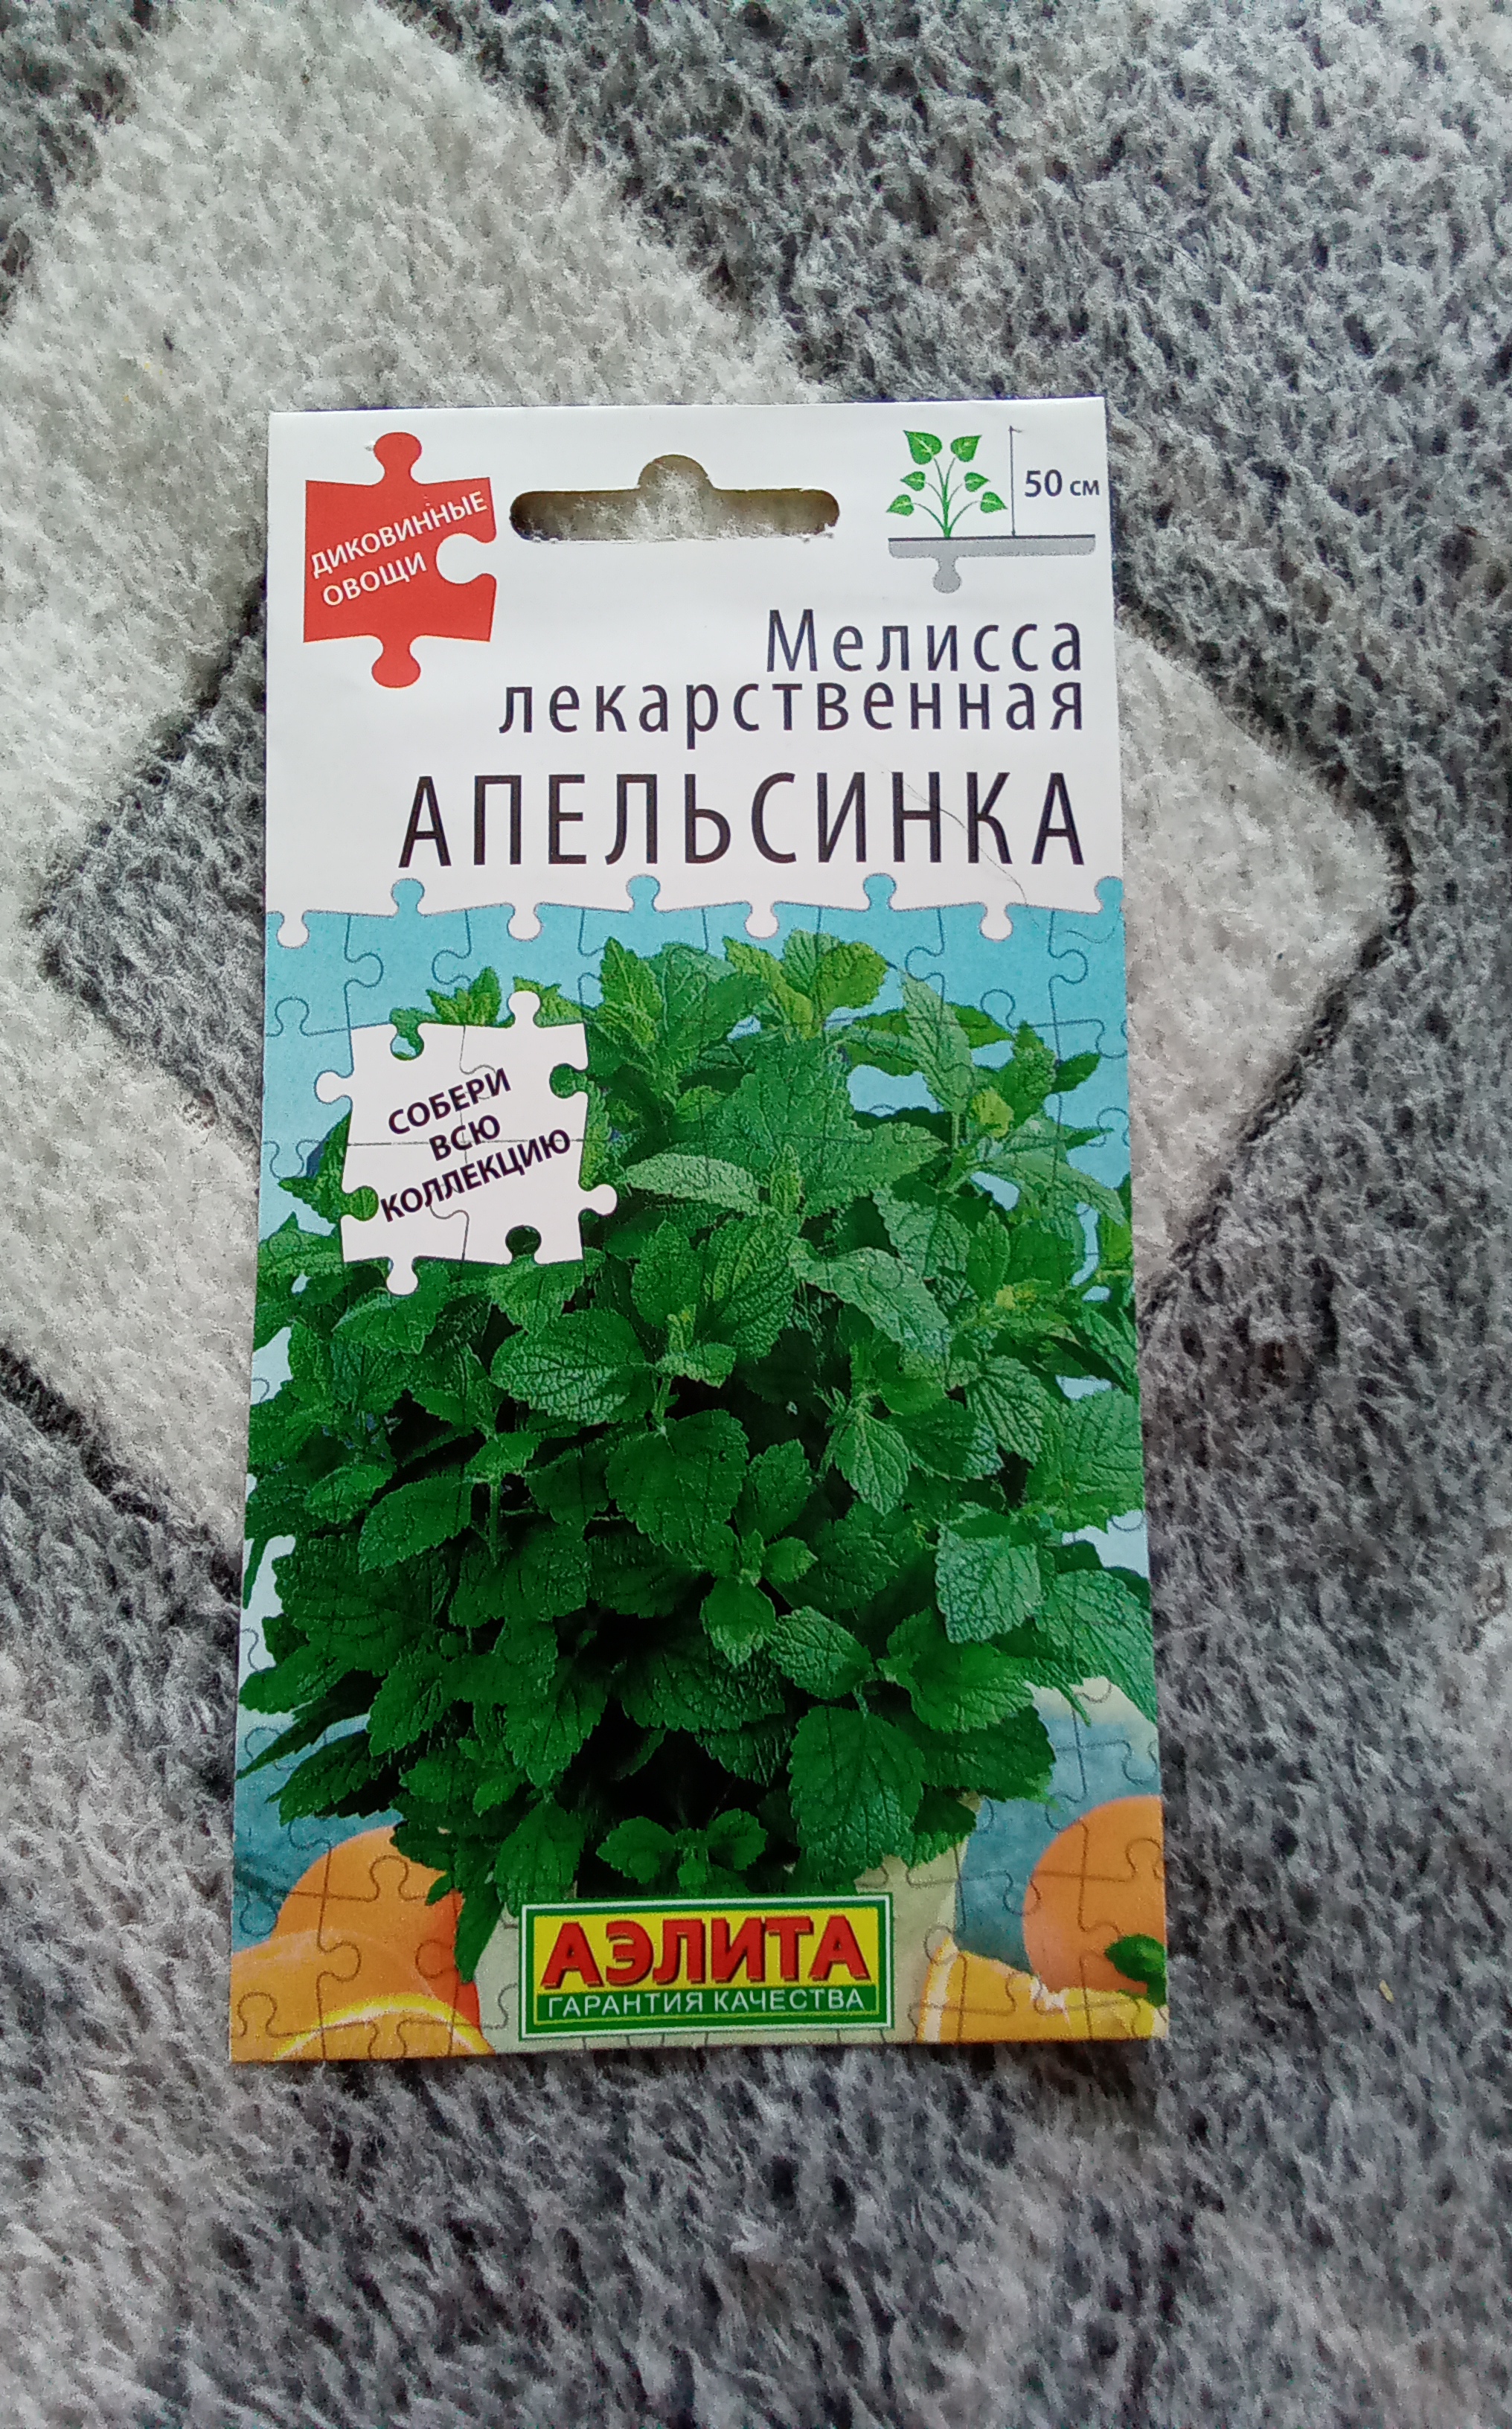 ДИКОВИННЫЕ
ОВОЩИ
50 см
Мелисса
лекарственная
АПЕЛЬСИНКА
СОБЕРИ
ВСЮ
КОЛЛЕКЦИЮ
АЭЛИТА
ГАРАНТИЯ КАЧЕСТВА